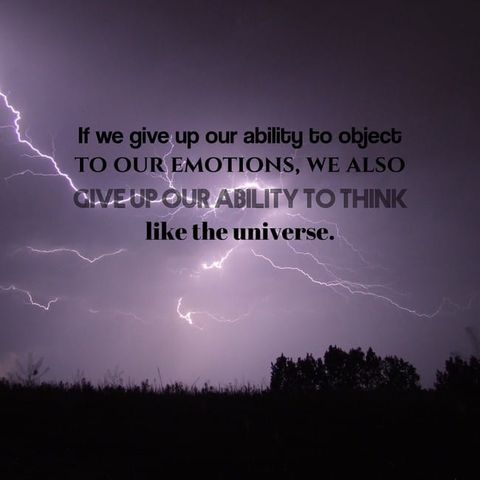 If we give up our ability to object
TO OUR EMOTIONS, WE ALSO
GIVE UP OUR ABILITY TO THINK
like the universe.